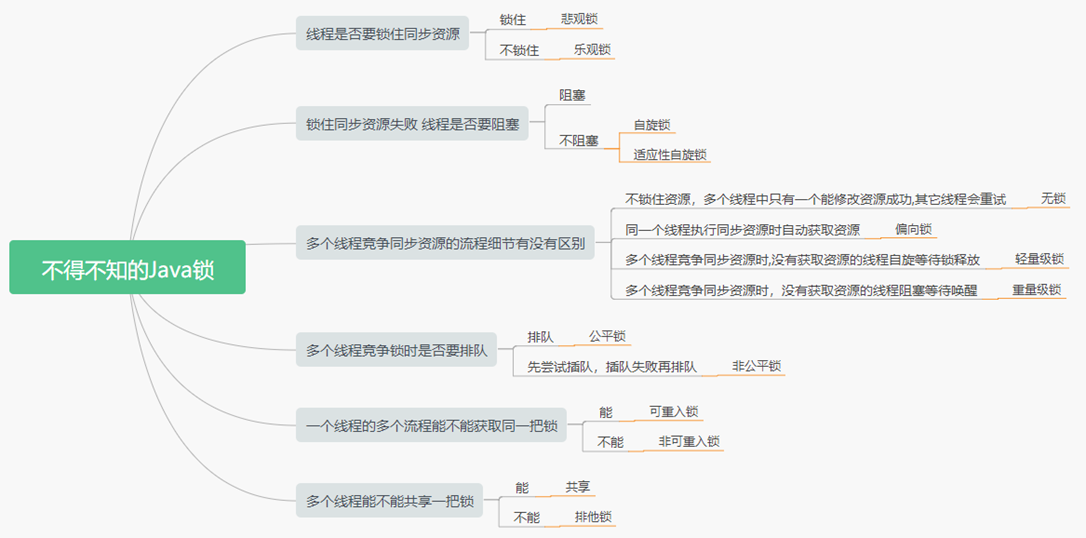 不得不知的Java锁
线程是否要锁住同步资源
锁住
悲观锁
不锁住
乐观锁
锁住同步资源失败 线程是否要阻塞
阻塞
不阻塞
自旋锁
适应性自旋锁
多个线程竞争同步资源的流程细节有没有区别
不锁住资源，多个线程中只有一个能修改资源成功,其它线程会重试
无锁
同一个线程执行同步资源时自动获取资源
偏向锁
多个线程竞争同步资源时,没有获取资源的线程自旋等待锁释放
轻量级锁
多个线程竞争同步资源时，没有获取资源的线程阻塞等待唤醒
重量级锁
多个线程竞争锁时是否要排队
排队
公平锁
先尝试插队，插队失败再排队
非公平锁
一个线程的多个流程能不能获取同一把锁
能
可重入锁
不能
非可重入锁
多个线程能不能共享一把锁
能
共享
不能
排他锁